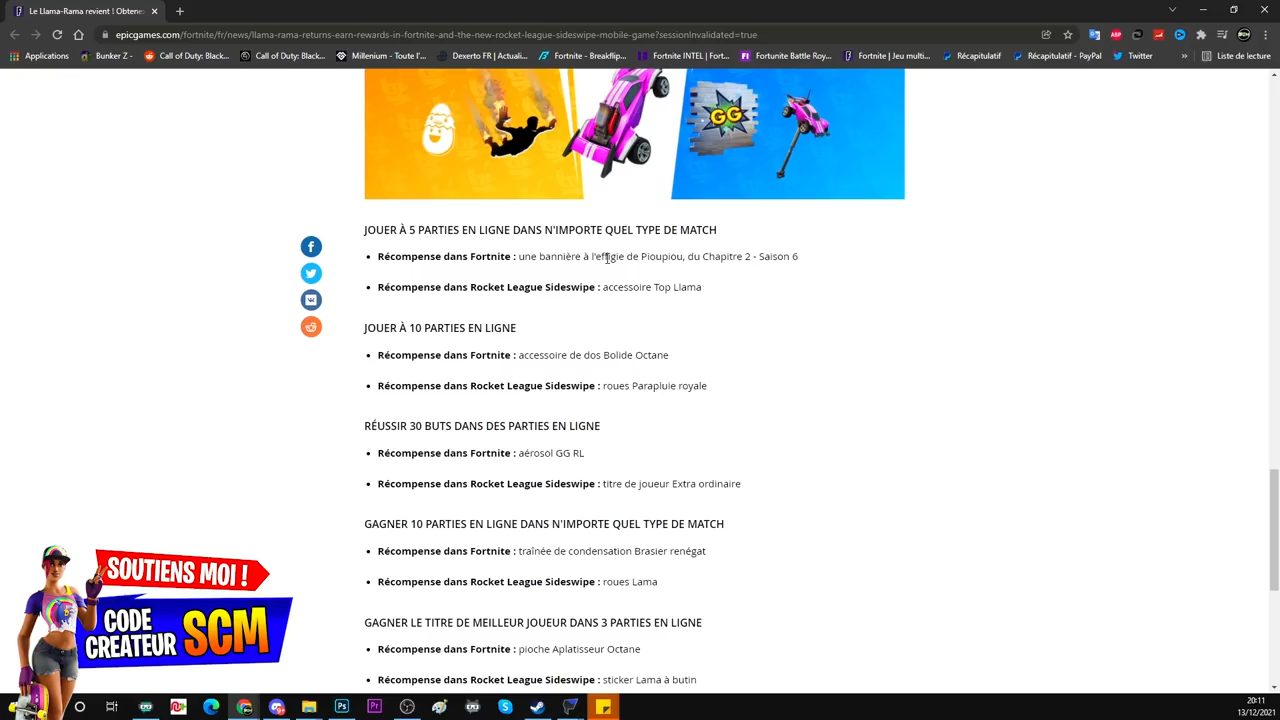 Le Llama-Rama revient ! Obtene
epicgames.com/fortnite/fr/news/llama-rama-returns-earn-rewards-in-fortnite-and-the-new-rocket-league-sideswipe-mobile-game?sessionInvalidated=true
Applications Bunker Z - Call of Duty: Black... Call of Duty: Black... Millenium - Toute l'... Dexerto FR | Actuali... Fortnite - Breakflip... Fortnite INTEL | Fort... Fortnite | Jeu multi... Récapitulatif Récapitulatif - PayPal Twitter » Liste de lecture
GG
JOUER À 5 PARTIES EN LIGNE DANS N'IMPORTE QUEL TYPE DE MATCH
• Récompense dans Fortnite : une bannière à l'effigie de Pioupiou, du Chapitre 2 - Saison 6
• Récompense dans Rocket League Sideswipe : accessoire Top Llama
JOUER À 10 PARTIES EN LIGNE
• Récompense dans Fortnite : accessoire de dos Bolide Octane
• Récompense dans Rocket League Sideswipe : roues Parapluie royale
RÉUSSIR 30 BUTS DANS DES PARTIES EN LIGNE
• Récompense dans Fortnite : aérosol GG RL
• Récompense dans Rocket League Sideswipe : titre de joueur Extra ordinaire
GAGNER 10 PARTIES EN LIGNE DANS N'IMPORTE QUEL TYPE DE MATCH
• Récompense dans Fortnite : traînée de condensation Brasier renégat
• Récompense dans Rocket League Sideswipe : roues Lama
GAGNER LE TITRE DE MEILLEUR JOUEUR DANS 3 PARTIES EN LIGNE
• Récompense dans Fortnite : pioche Aplatisseur Octane
• Récompense dans Rocket League Sideswipe : sticker Lama à butin
SOUTIENS MOI !
CODE
CREATEUR SCM
20:11
13/12/2021